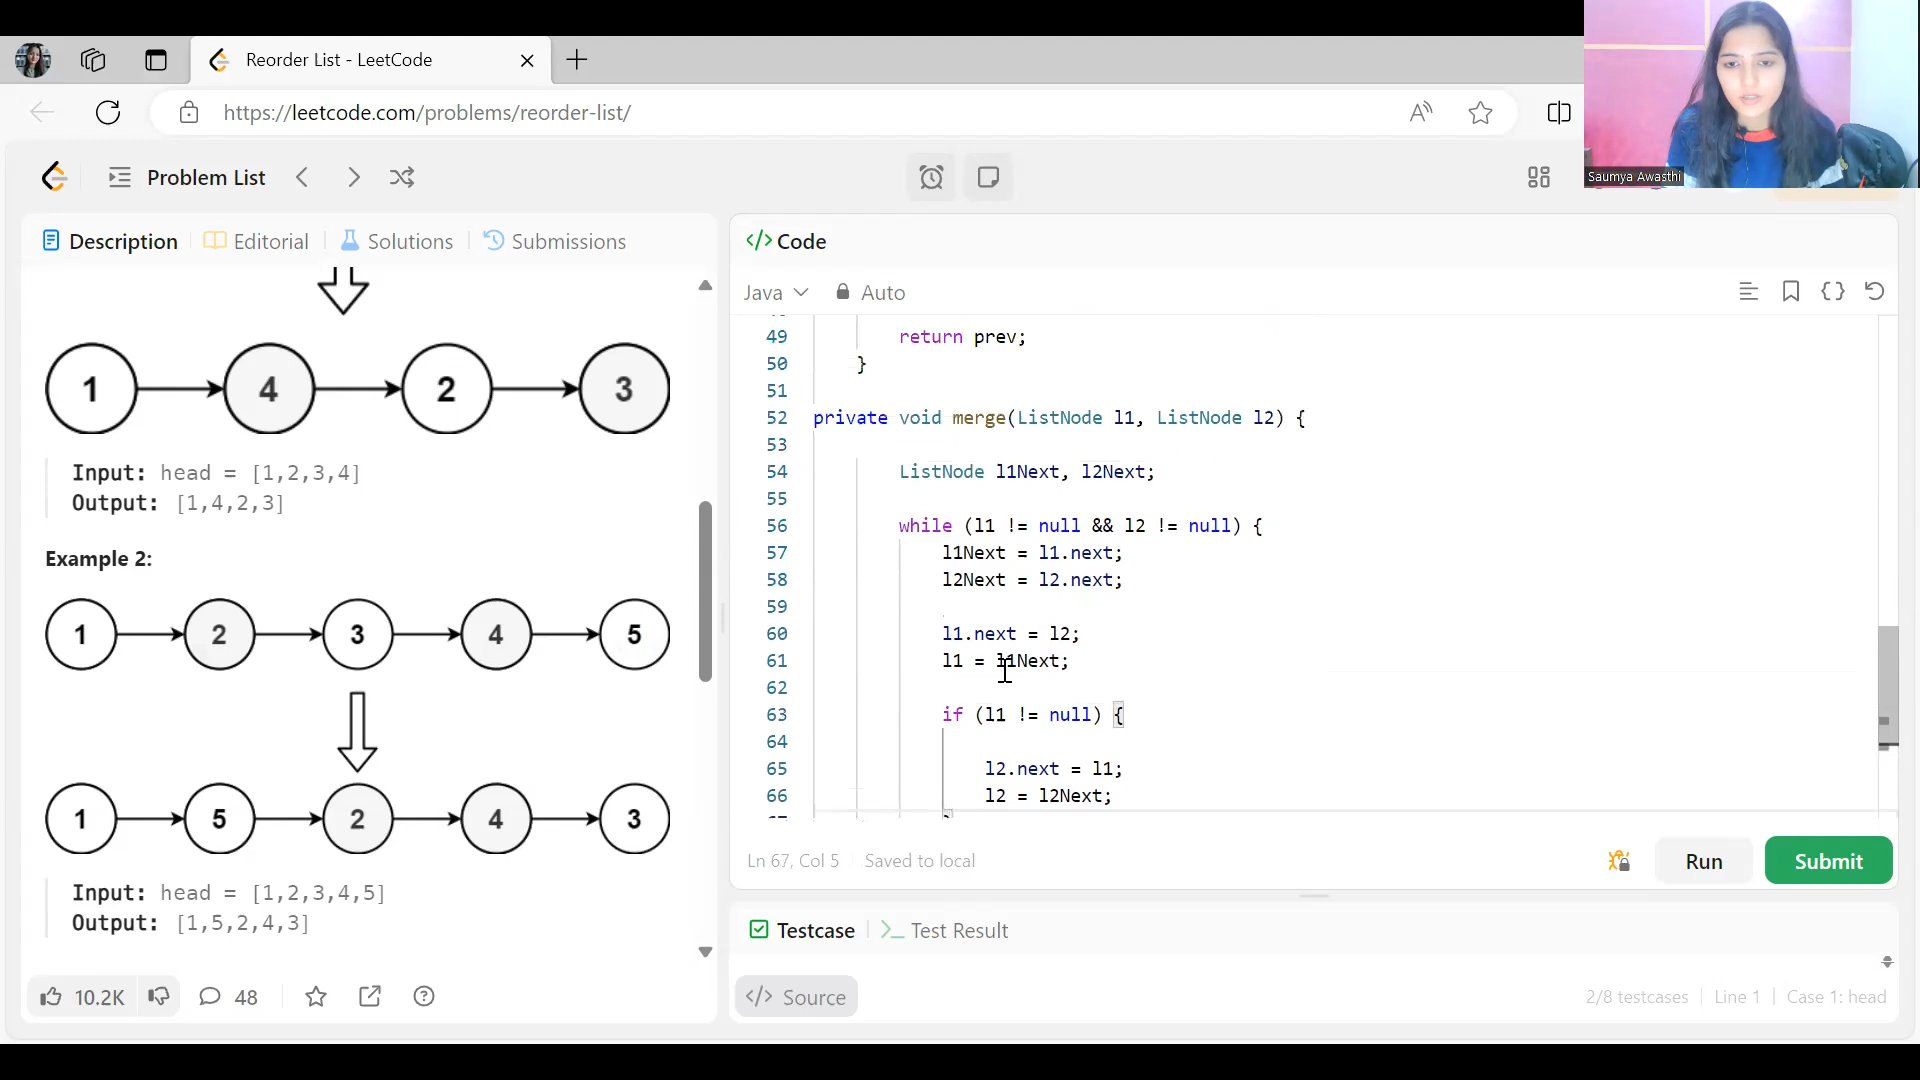 Reorder List - LeetCode
https://leetcode.com/problems/reorder-list/
Saumya Awasthi
Problem List
Description
Editorial
Solutions
Submissions
1
4
2
3
Input: head = [1,2,3,4]
Output: [1,4,2,3]
Example 2:
1
2
3
4
5
1
5
2
4
3
Input: head = [1,2,3,4,5]
Output: [1,5,2,4,3]
10.2K
48
</> Code
Java
Auto
49 return prev;
50 }
51
52 private void merge(ListNode l1, ListNode l2) {
53
54 ListNode l1Next, l2Next;
55
56 while (l1 != null && l2 != null) {
57 l1Next = l1.next;
58 l2Next = l2.next;
59
60 l1.next = l2;
61 l1 = l1Next;
62
63 if (l1 != null) {
64
65 l2.next = l1;
66 l2 = l2Next;
Ln 67, Col 5
Saved to local
Run
Submit
Testcase
Test Result
</> Source
2/8 testcases
Line 1
Case 1: head